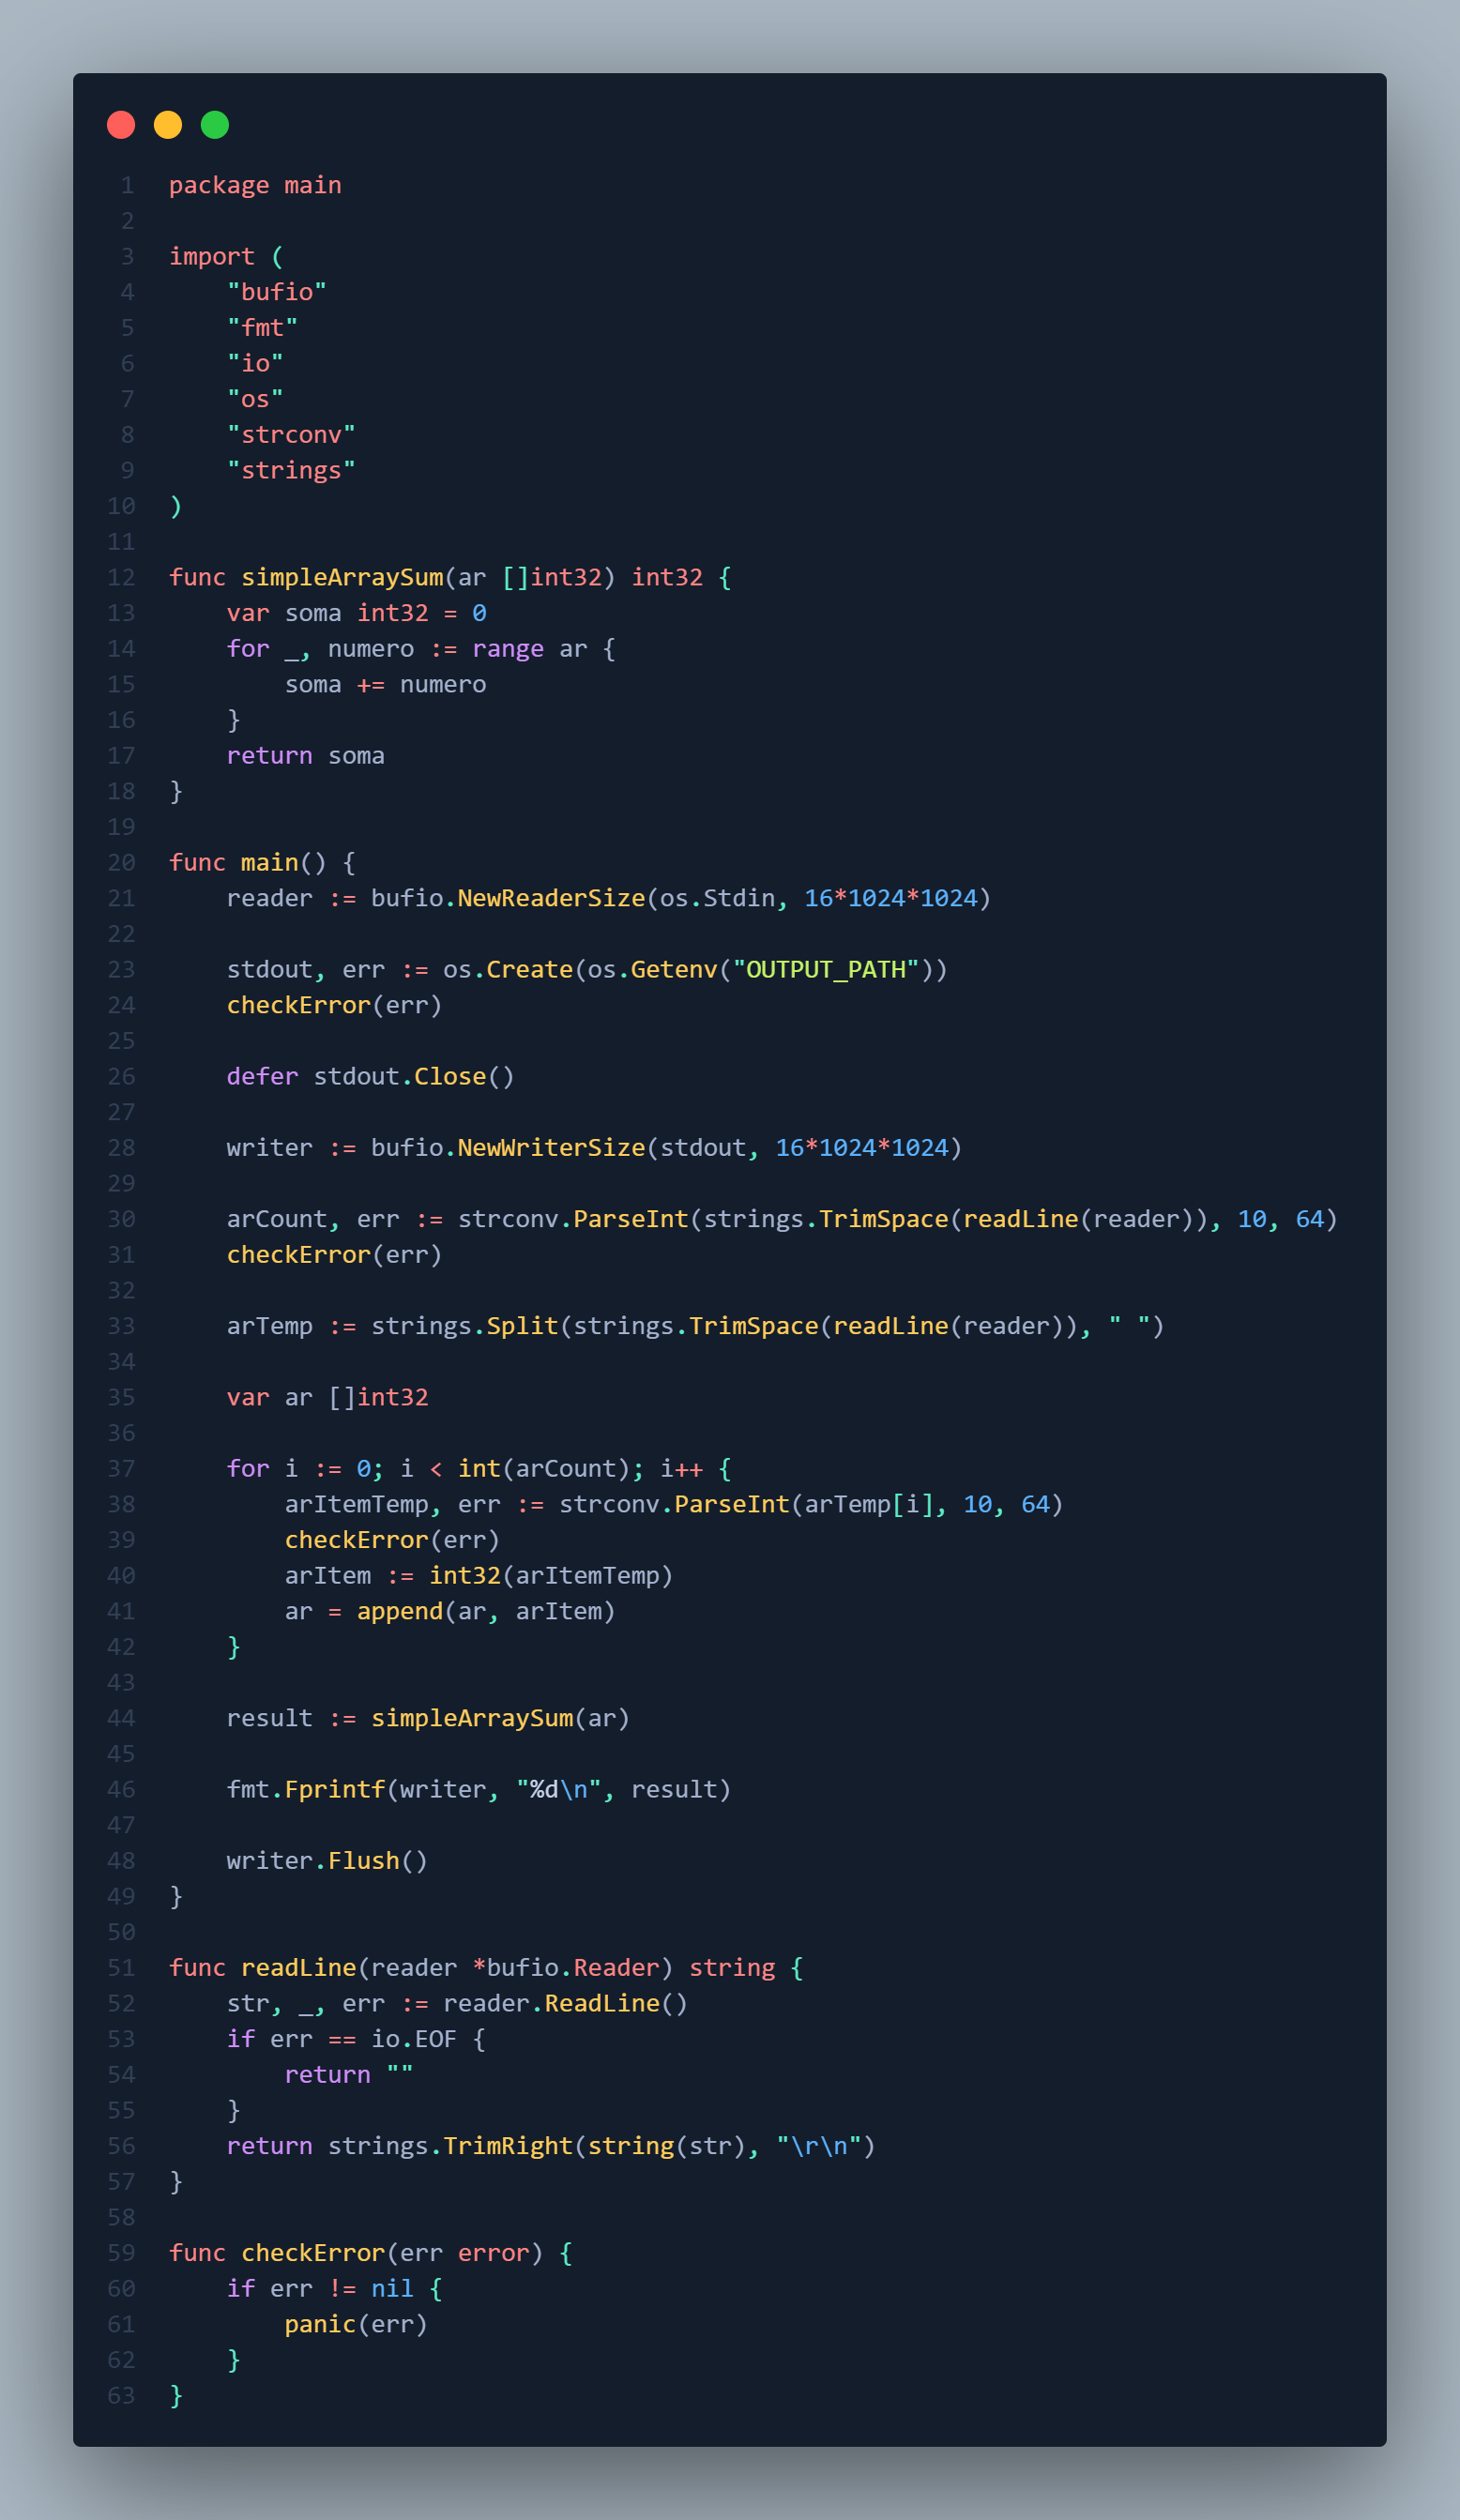 1 package main
2
3 import (
4     "bufio"
5     "fmt"
6     "io"
7     "os"
8     "strconv"
9     "strings"
10 )
11
12 func simpleArraySum(ar []int32) int32 {
13     var soma int32 = 0
14     for _, numero := range ar {
15         soma += numero
16     }
17     return soma
18 }
19
20 func main() {
21     reader := bufio.NewReaderSize(os.Stdin, 16*1024*1024)
22
23     stdout, err := os.Create(os.Getenv("OUTPUT_PATH"))
24     checkError(err)
25
26     defer stdout.Close()
27
28     writer := bufio.NewWriterSize(stdout, 16*1024*1024)
29
30     arCount, err := strconv.ParseInt(strings.TrimSpace(readLine(reader)), 10, 64)
31     checkError(err)
32
33     arTemp := strings.Split(strings.TrimSpace(readLine(reader)), " ")
34
35     var ar []int32
36
37     for i := 0; i < int(arCount); i++ {
38         arItemTemp, err := strconv.ParseInt(arTemp[i], 10, 64)
39         checkError(err)
40         arItem := int32(arItemTemp)
41         ar = append(ar, arItem)
42     }
43
44     result := simpleArraySum(ar)
45
46     fmt.Fprintf(writer, "%d\n", result)
47
48     writer.Flush()
49 }
50
51 func readLine(reader *bufio.Reader) string {
52     str, _, err := reader.ReadLine()
53     if err == io.EOF {
54         return ""
55     }
56     return strings.TrimRight(string(str), "\r\n")
57 }
58
59 func checkError(err error) {
60     if err != nil {
61         panic(err)
62     }
63 }